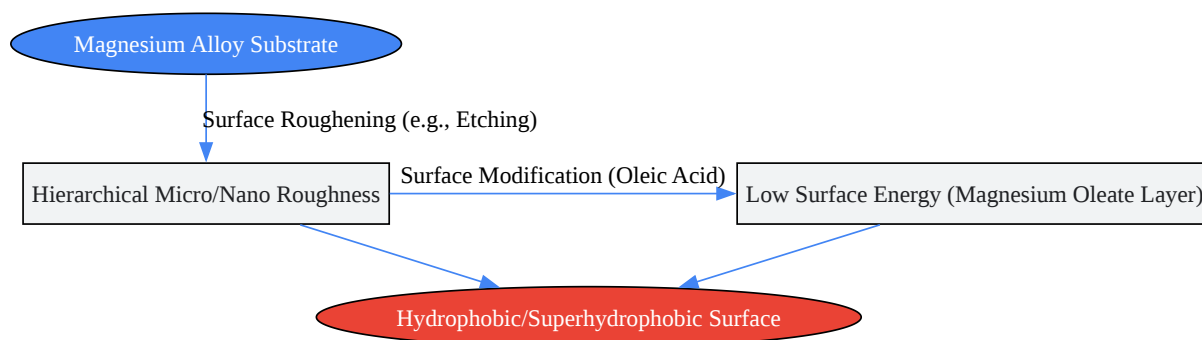 Magnesium Alloy Substrate
Surface Roughening (e.g., Etching)
Surface Modification (Oleic Acid)
Hierarchical Micro/Nano Roughness
Low Surface Energy (Magnesium Oleate Layer)
Hydrophobic/Superhydrophobic Surface